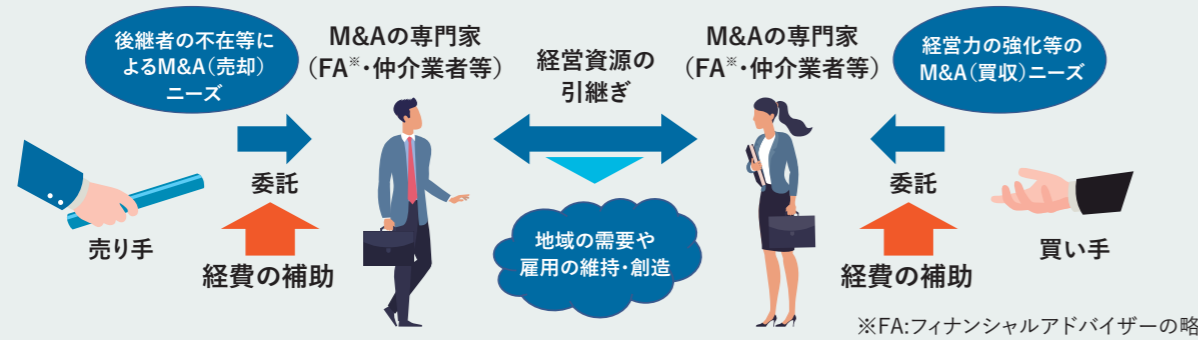 後継者の不在等に
よるM&A（売却）
ニーズ
M&Aの専門家
（FA※・仲介業者等）
経営資源の
引継ぎ
M&Aの専門家
（FA※・仲介業者等）
経営力の強化等の
M&A（買収）ニーズ
委託
売り手
経費の補助
地域の需要や
雇用の維持・創造
委託
買い手
経費の補助
※FA:フィナンシャルアドバイザーの略